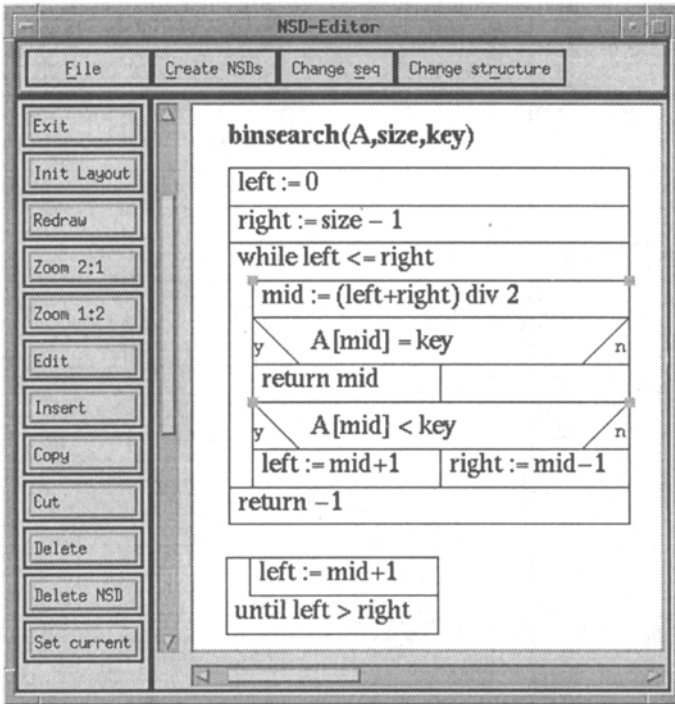 NSD-Editor
File Create NSDs Change seq Change structure
Exit
Init Layout
Redraw
Zoom 2:1
Zoom 1:2
Edit
Insert
Copy
Cut
Delete
Delete NSD
Set current
binsearch(A,size,key)
left := 0
right := size − 1
while left <= right
mid := (left+right) div 2
y A[mid] = key n
return mid
y A[mid] < key n
left := mid+1 right := mid−1
return −1
left := mid+1
until left > right